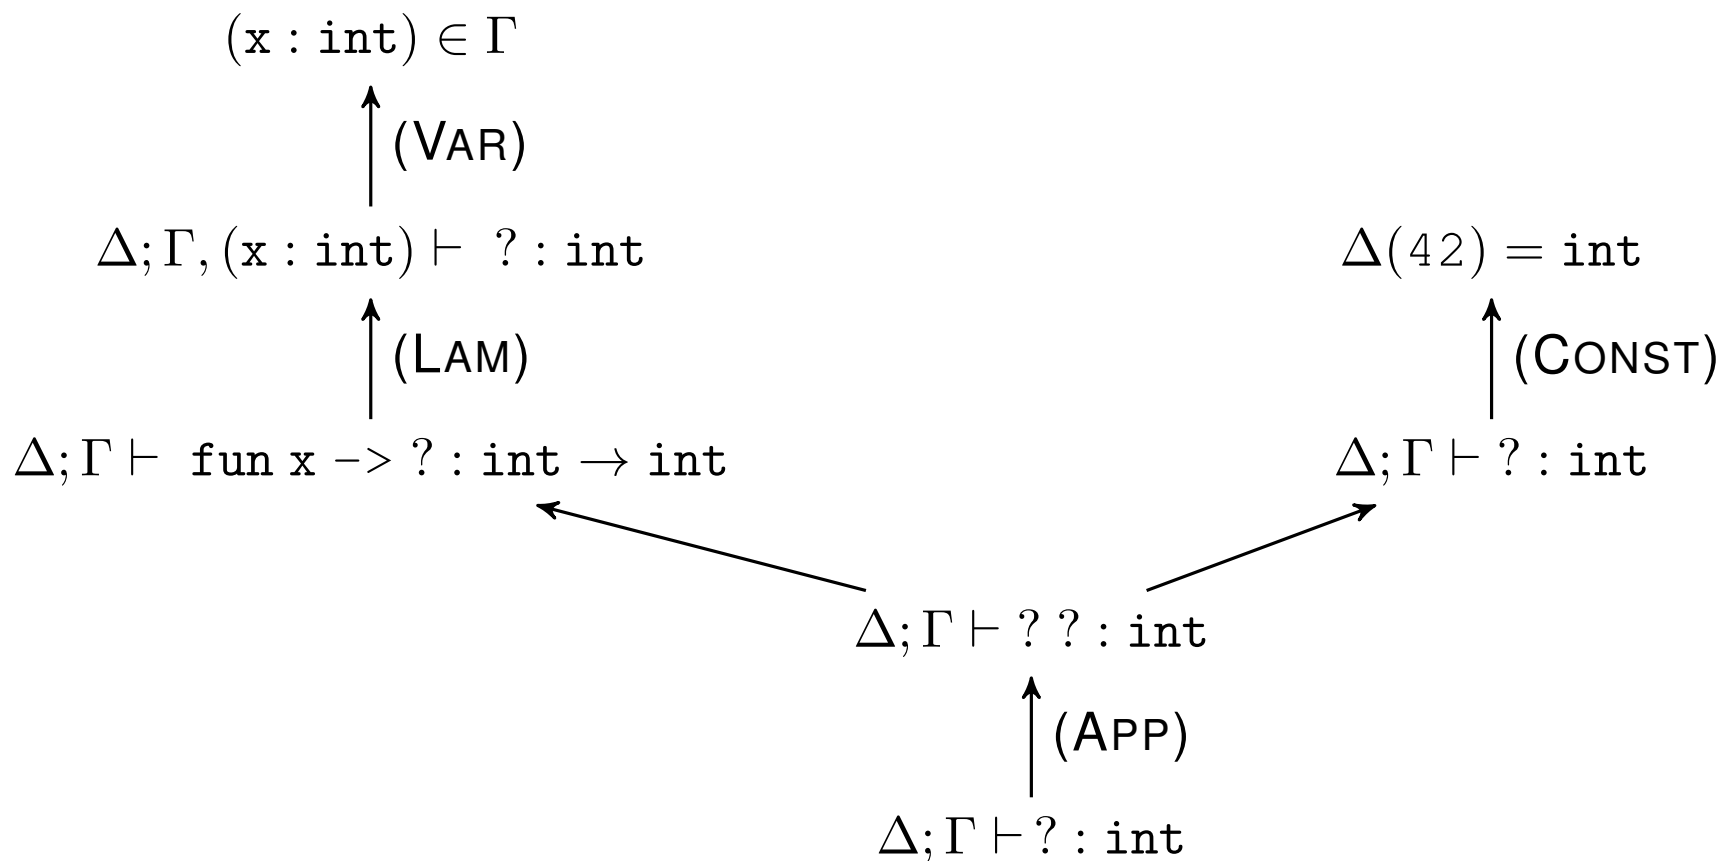 (x : int) ∈ Γ
(VAR)
Δ; Γ, (x : int) ⊢ ? : int
Δ(42) = int
(LAM)
(CONST)
Δ; Γ ⊢ fun x -> ? : int → int
Δ; Γ ⊢ ? : int
Δ; Γ ⊢ ? ? : int
(APP)
Δ; Γ ⊢ ? : int